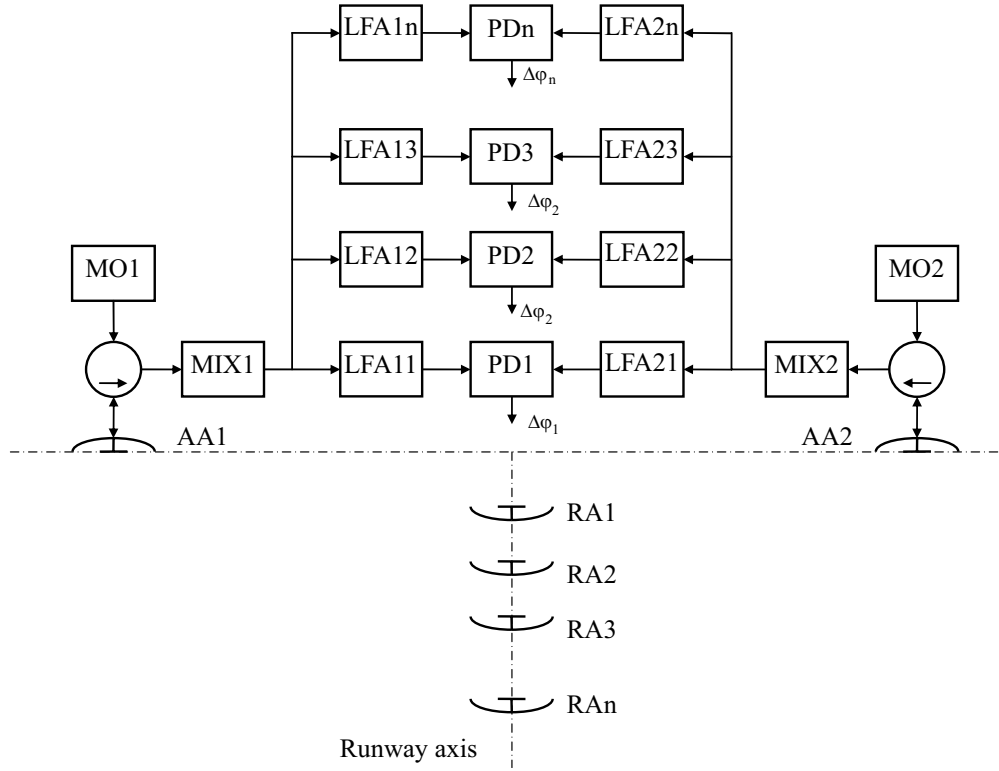 LFA1n PDn LFA2n
Δφn
LFA13 PD3 LFA23
Δφ2
MO1 LFA12 PD2 LFA22 MO2
Δφ2
MIX1 LFA11 PD1 LFA21 MIX2
Δφ1
AA1 AA2
RA1
RA2
RA3
RAn
Runway axis